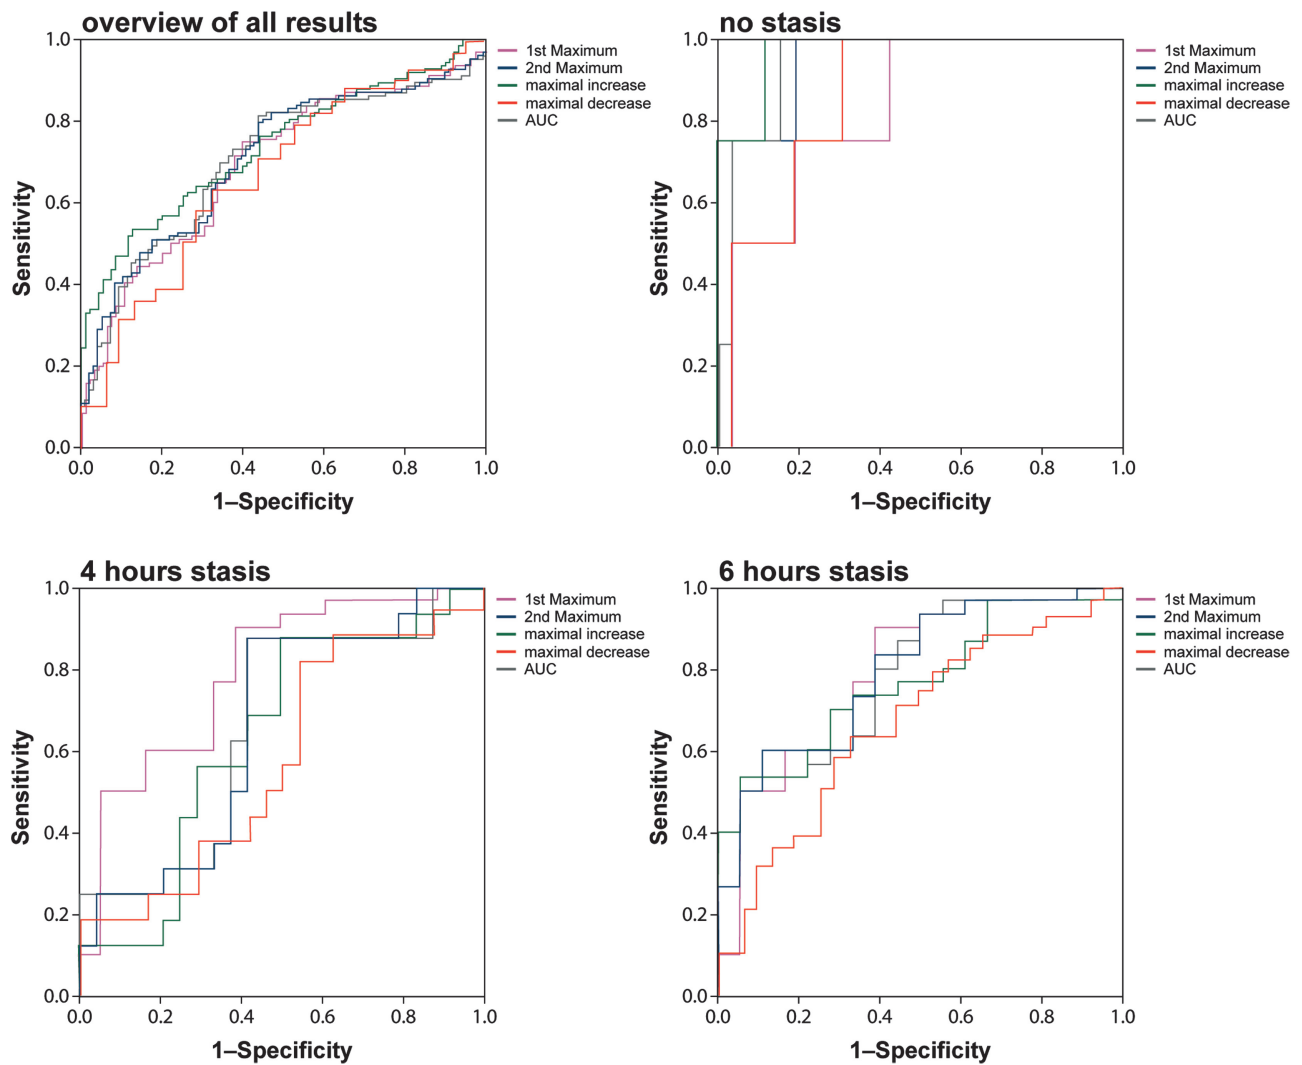 overview of all results
1.0
0.8
0.6
0.4
0.2
0.0
Sensitivity
0.0 0.2 0.4 0.6 0.8 1.0
1–Specificity
1st Maximum
2nd Maximum
maximal increase
maximal decrease
AUC
no stasis
1.0
0.8
0.6
0.4
0.2
0.0
Sensitivity
0.0 0.2 0.4 0.6 0.8 1.0
1–Specificity
1st Maximum
2nd Maximum
maximal increase
maximal decrease
AUC
4 hours stasis
1.0
0.8
0.6
0.4
0.2
0.0
Sensitivity
0.0 0.2 0.4 0.6 0.8 1.0
1–Specificity
1st Maximum
2nd Maximum
maximal increase
maximal decrease
AUC
6 hours stasis
1.0
0.8
0.6
0.4
0.2
0.0
Sensitivity
0.0 0.2 0.4 0.6 0.8 1.0
1–Specificity
1st Maximum
2nd Maximum
maximal increase
maximal decrease
AUC